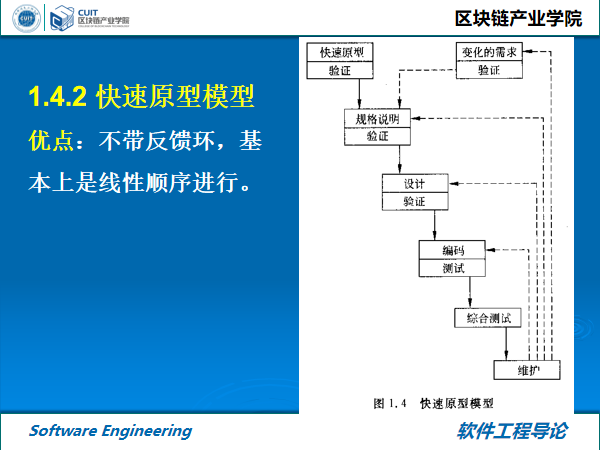 CUIT
区块链产业学院
区块链产业学院
1.4.2 快速原型模型
优点：不带反馈环，基
本上是线性顺序进行。
快速原型
验证
变化的需求
验证
规格说明
验证
设计
验证
编码
测试
综合测试
维护
图 1.4 快速原型模型
Software Engineering
软件工程导论